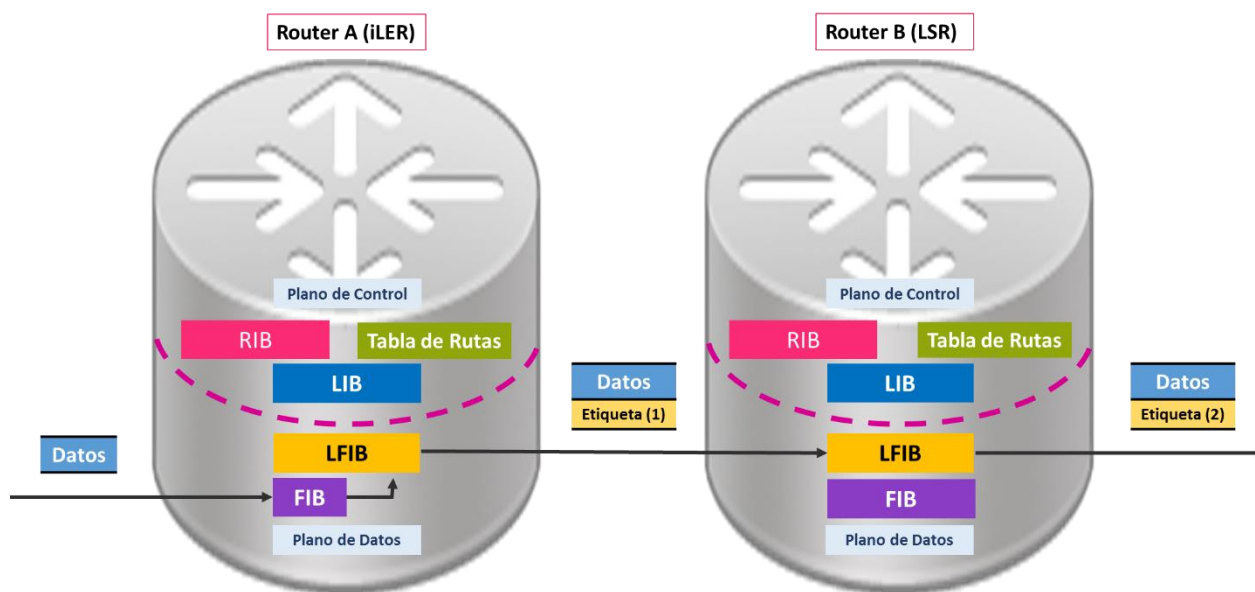 Router A (iLER)
Router B (LSR)
Plano de Control
RIB
Tabla de Rutas
LIB
LFIB
FIB
Plano de Datos
Datos
Datos
Etiqueta (1)
Plano de Control
RIB
Tabla de Rutas
LIB
LFIB
FIB
Plano de Datos
Datos
Etiqueta (2)